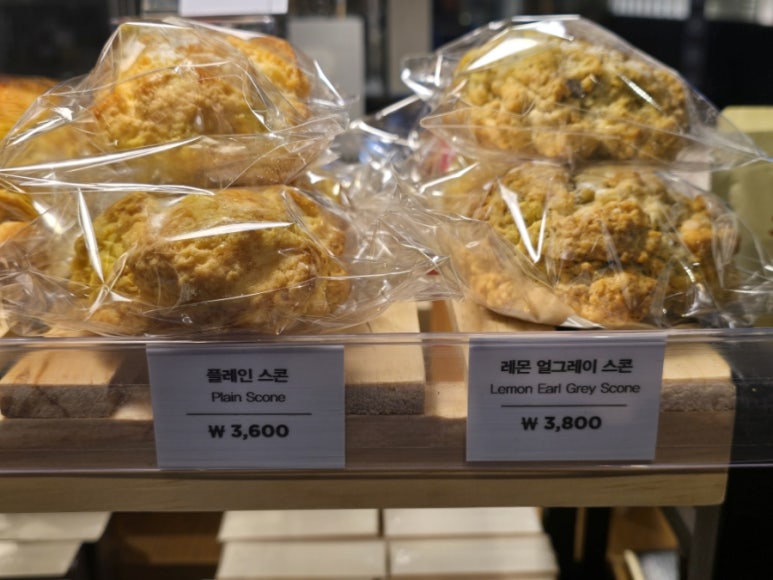 플레인 스콘
Plain Scone
₩ 3,600
레몬 얼그레이 스콘
Lemon Earl Grey Scone
₩ 3,800